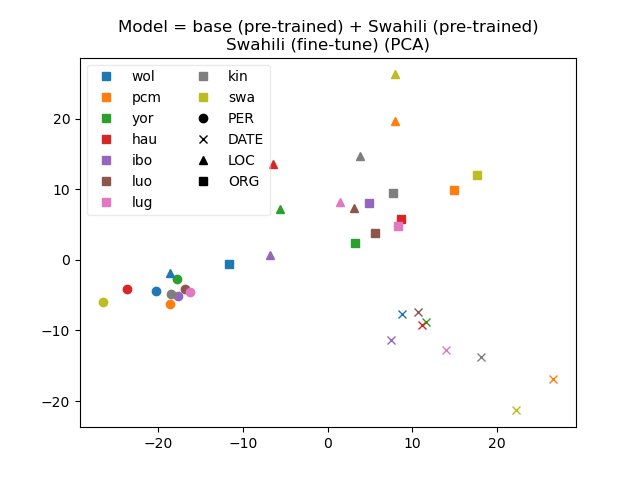 Model = base (pre-trained) + Swahili (pre-trained)
Swahili (fine-tune) (PCA)
wol
pcm
yor
hau
ibo
luo
lug
kin
swa
PER
DATE
LOC
ORG
20
10
0
−10
−20
−20
−10
0
10
20